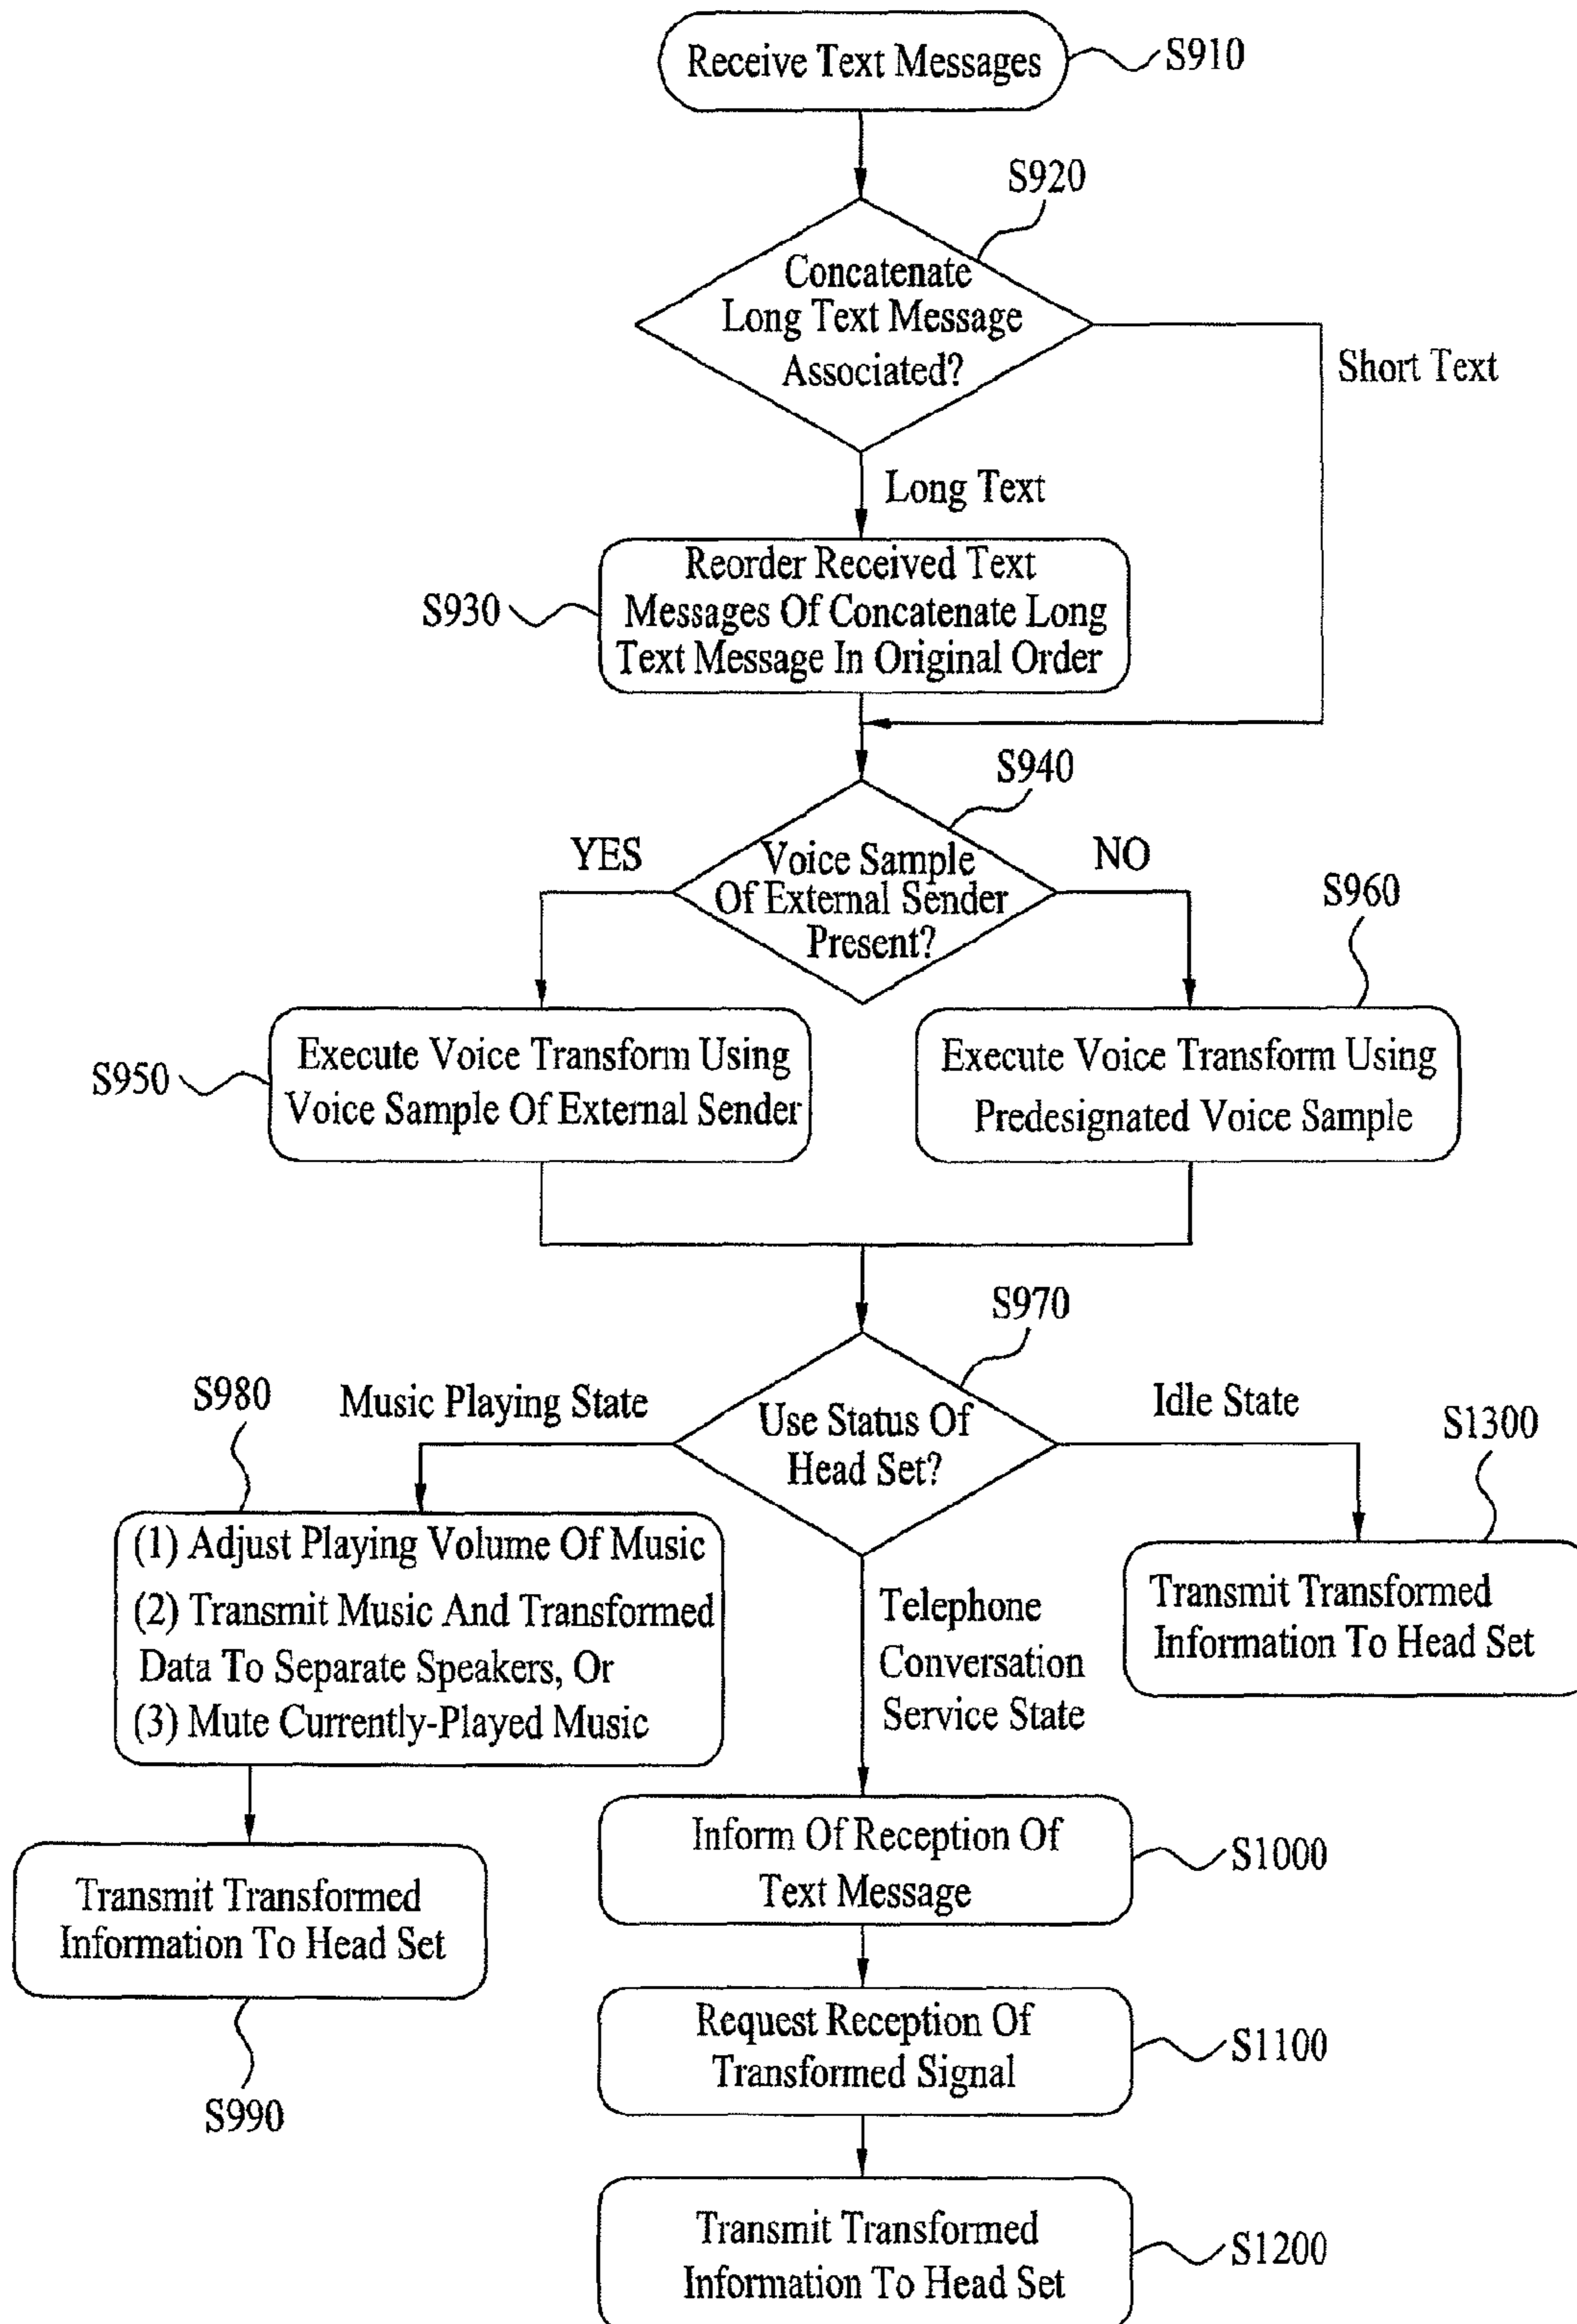 Receive Text Messages
S910
S920
Concatenate
Long Text Message
Associated?
Short Text
Long Text
S930
Reorder Received Text
Messages Of Concatenate Long
Text Message In Original Order
S940
YES
Voice Sample
Of External Sender
Present?
NO
S960
S950
Execute Voice Transform Using
Voice Sample Of External Sender
Execute Voice Transform Using
Predesignated Voice Sample
S970
S980
Music Playing State
Use Status Of
Head Set?
Idle State
S1300
(1) Adjust Playing Volume Of Music
(2) Transmit Music And Transformed
Data To Separate Speakers, Or
(3) Mute Currently-Played Music
Telephone
Conversation
Service State
Transmit Transformed
Information To Head Set
Inform Of Reception Of
Text Message
S1000
Transmit Transformed
Information To Head Set
S990
Request Reception Of
Transformed Signal
S1100
Transmit Transformed
Information To Head Set
S1200